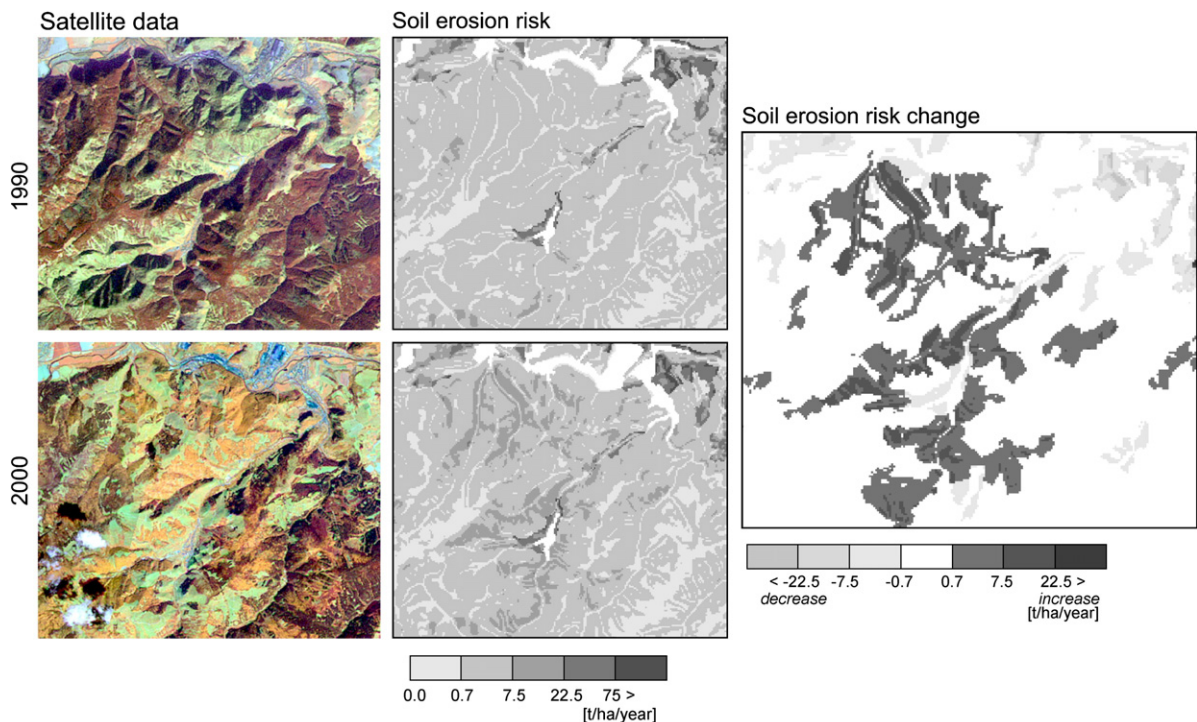 Satellite data
Soil erosion risk
1990
Soil erosion risk change
2000
< -22.5 -7.5 -0.7 0.7 7.5 22.5 >
decrease increase
[t/ha/year]
0.0 0.7 7.5 22.5 75 >
[t/ha/year]